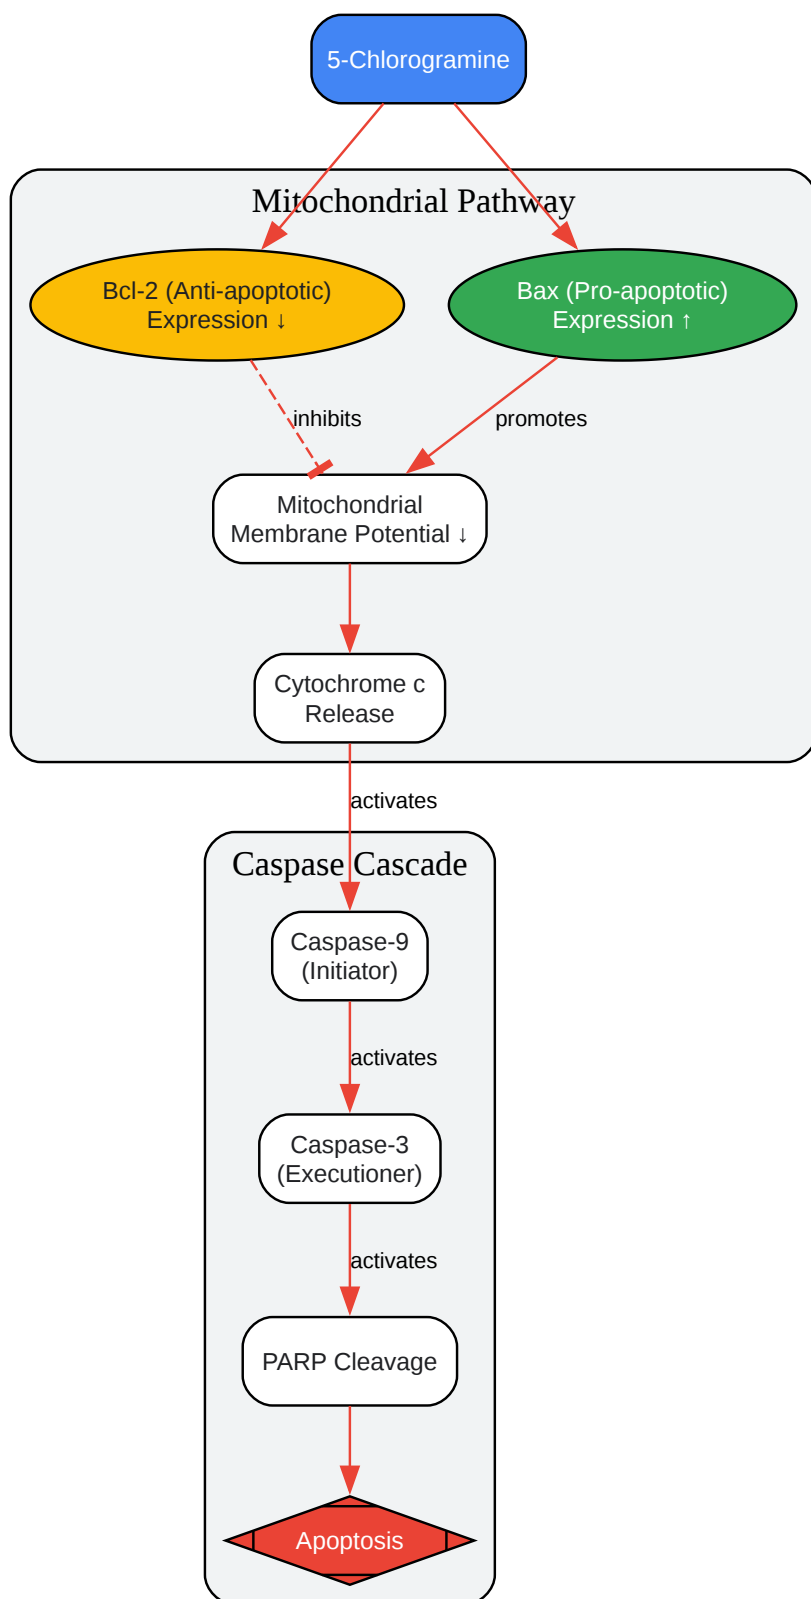 5-Chlorogramine
Mitochondrial Pathway
Bcl-2 (Anti-apoptotic)
Expression ↓
Bax (Pro-apoptotic)
Expression ↑
inhibits
promotes
Mitochondrial
Membrane Potential ↓
Cytochrome c
Release
activates
Caspase Cascade
Caspase-9
(Initiator)
activates
Caspase-3
(Executioner)
activates
PARP Cleavage
Apoptosis